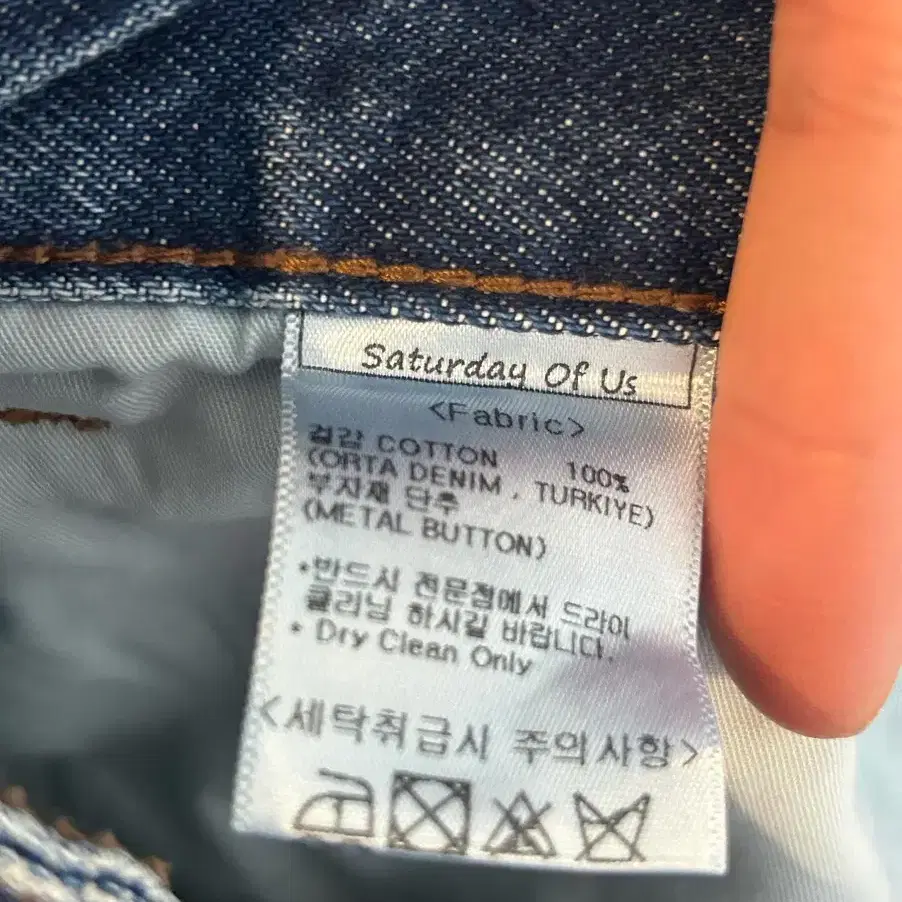 Saturday Of Us
<Fabric>
겉감 COTTON 100%
(ORTA DENIM , TURKIYE)
부자재 단추
(METAL BUTTON)
•반드시 전문점에서 드라이
클리닝 하시길 바랍니다.
• Dry Clean Only
<세탁취급시 주의사항>